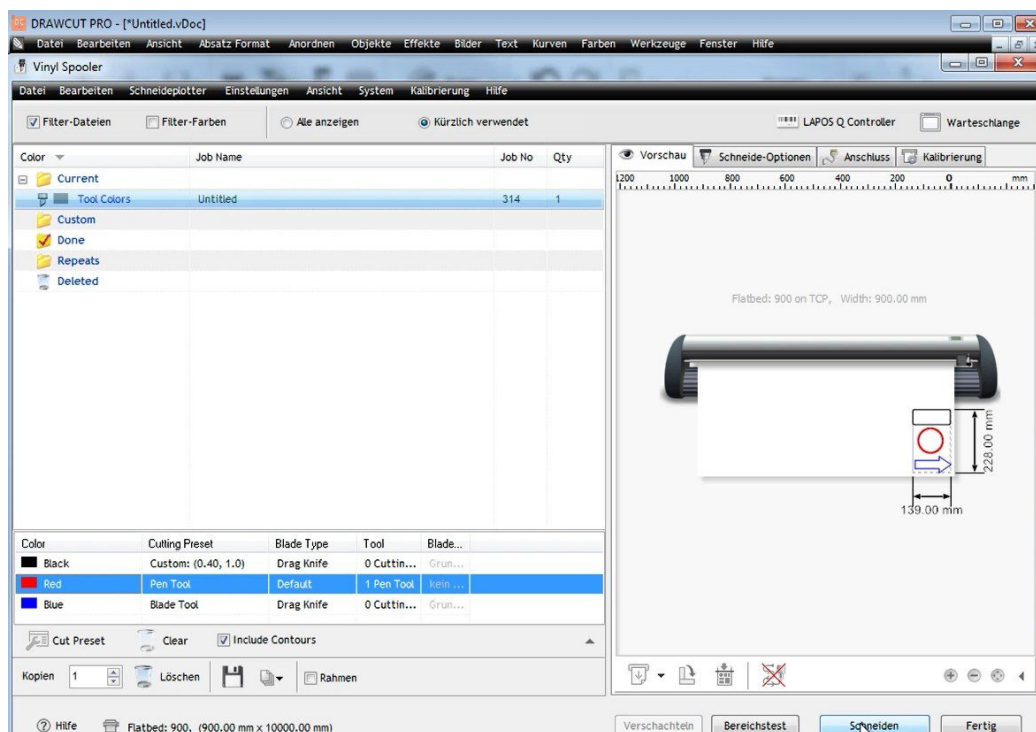 DRAWCUT PRO - [*Untitled.vDoc]
Datei Bearbeiten Ansicht Absatz Format Anordnen Objekte Effekte Bilder Text Kurven Farben Werkzeuge Fenster Hilfe
Vinyl Spooler
Datei Bearbeiten Schneideplotter Einstellungen Ansicht System Kalibrierung Hilfe
Filter-Dateien Filter-Farben Alle anzeigen Kürzlich verwendet LAPOS Q Controller Warteschlange
Color Job Name Job No Qty
Current
Tool Colors Untitled 314 1
Custom
Done
Repeats
Deleted
Vorschau Schneide-Optionen Anschluss Kalibrierung
1200 1000 800 600 400 200 0 mm
Flatbed: 900 on TCP, Width: 900.00 mm
228.00 mm
139.00 mm
Color Cutting Preset Blade Type Tool Blade...
Black Custom: (0.40, 1.0) Drag Knife 0 Cuttin... Grun...
Red Pen Tool Default 1 Pen Tool kein ...
Blue Blade Tool Drag Knife 0 Cuttin... Grun...
Cut Preset Clear Include Contours
Kopien 1 Löschen Rahmen
Hilfe Flatbed: 900, (900.00 mm x 10000.00 mm)
Verschachteln Bereichstest Schneiden Fertig